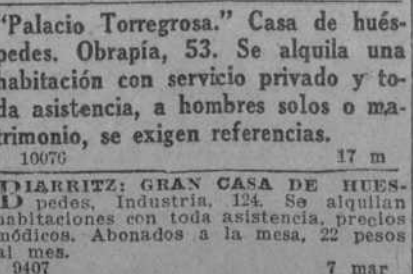 "Palacio Torregrosa." Casa de hués-
pedes. Obrapía, 53. Se alquila una
habitación con servicio privado y to-
da asistencia, a hombres solos o ma-
trimonio, se exigen referencias.
10076 17 m
BIARRITZ: GRAN CASA DE HUES-
pedes, Industria, 124. Se alquilan
habitaciones con toda asistencia, precios
módicos. Abonados a la mesa, 22 pesos
al mes.
9407 7 mar